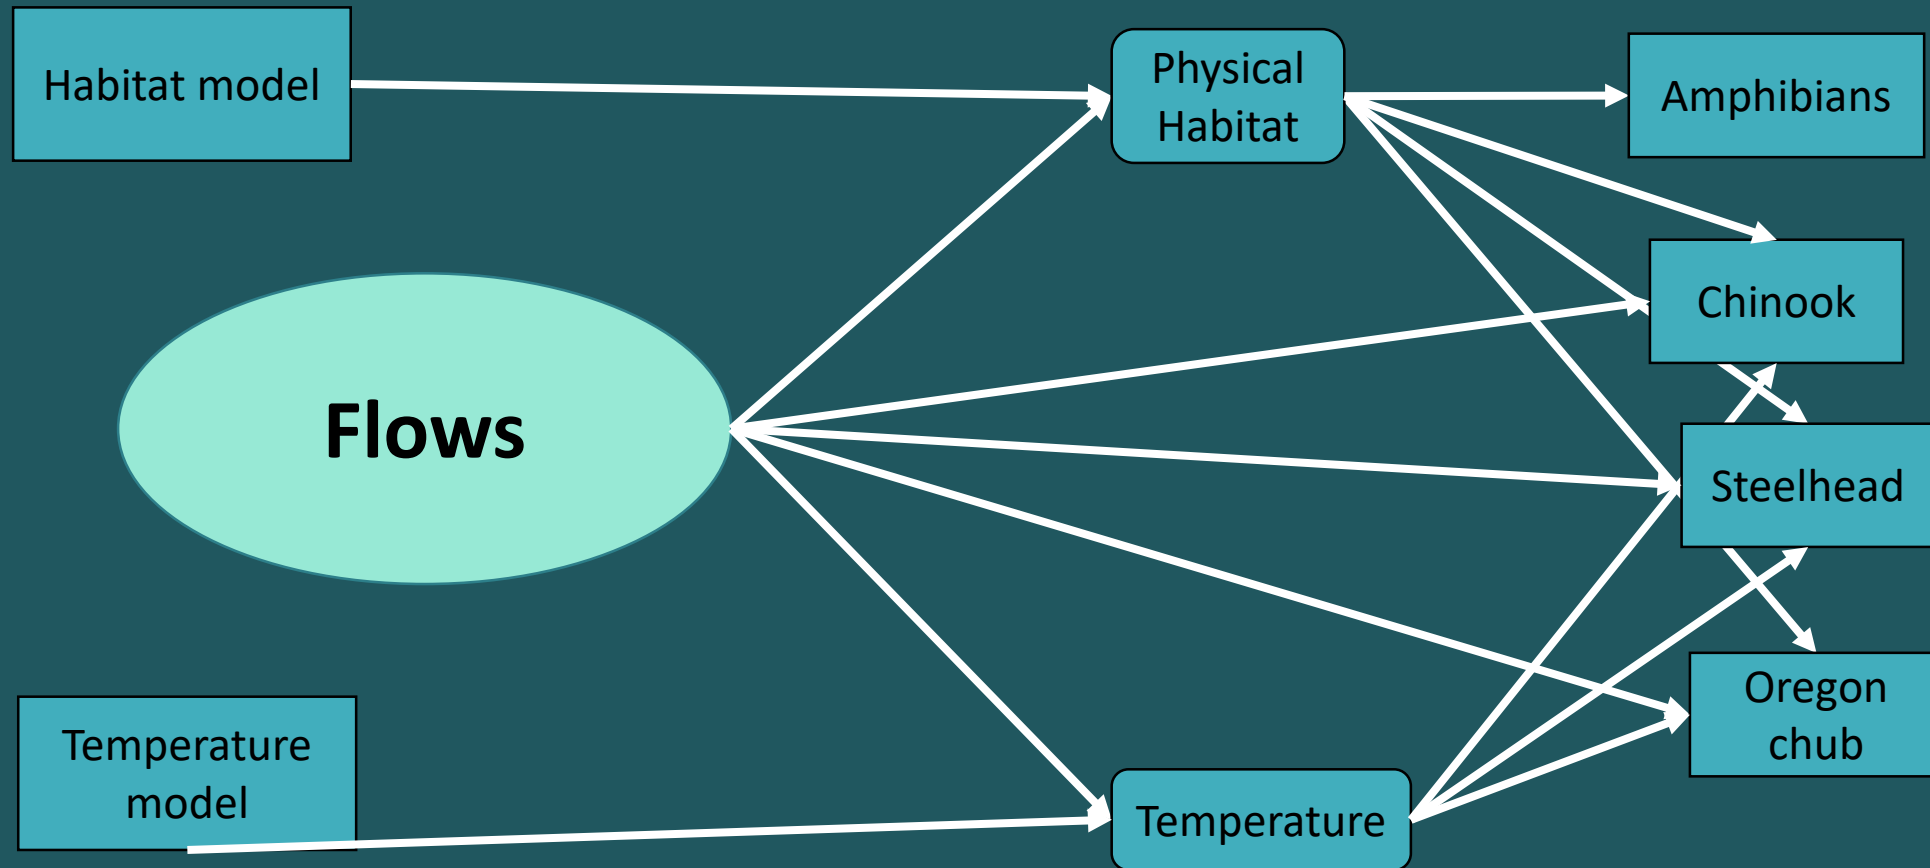 Habitat model
Physical
Habitat
Amphibians
Chinook
Flows
Steelhead
Oregon
chub
Temperature
model
Temperature